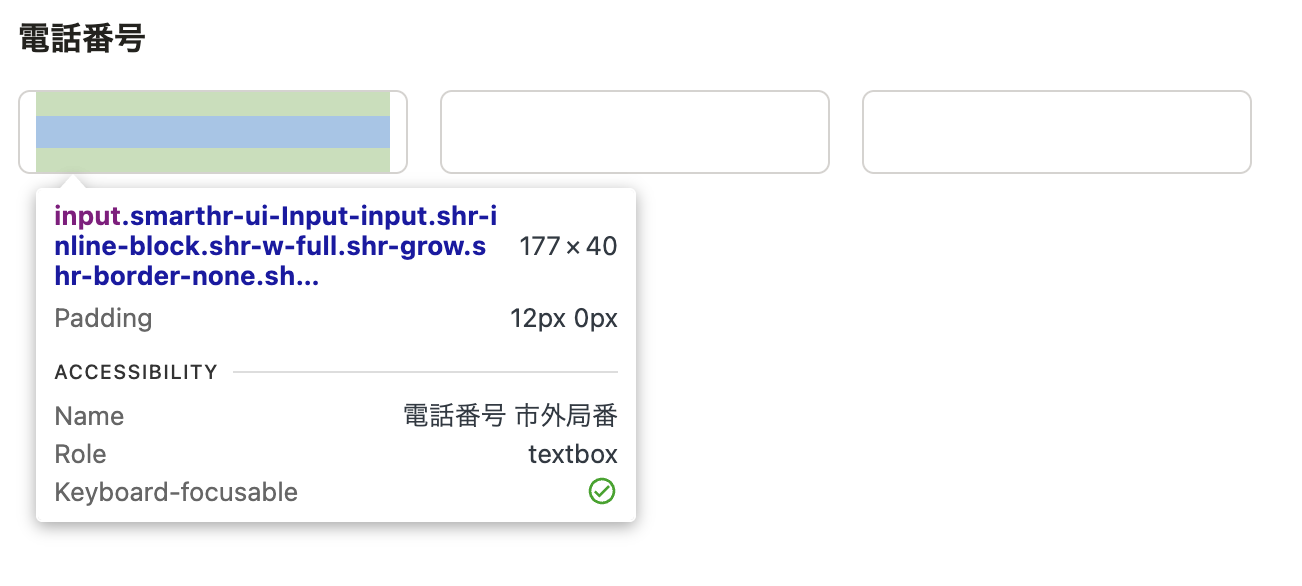 電話番号
input.smarthr-ui-Input-input.shr-i
nline-block.shr-w-full.shr-grow.s
hr-border-none.sh...
177 × 40
Padding 12px 0px
ACCESSIBILITY
Name 電話番号 市外局番
Role textbox
Keyboard-focusable